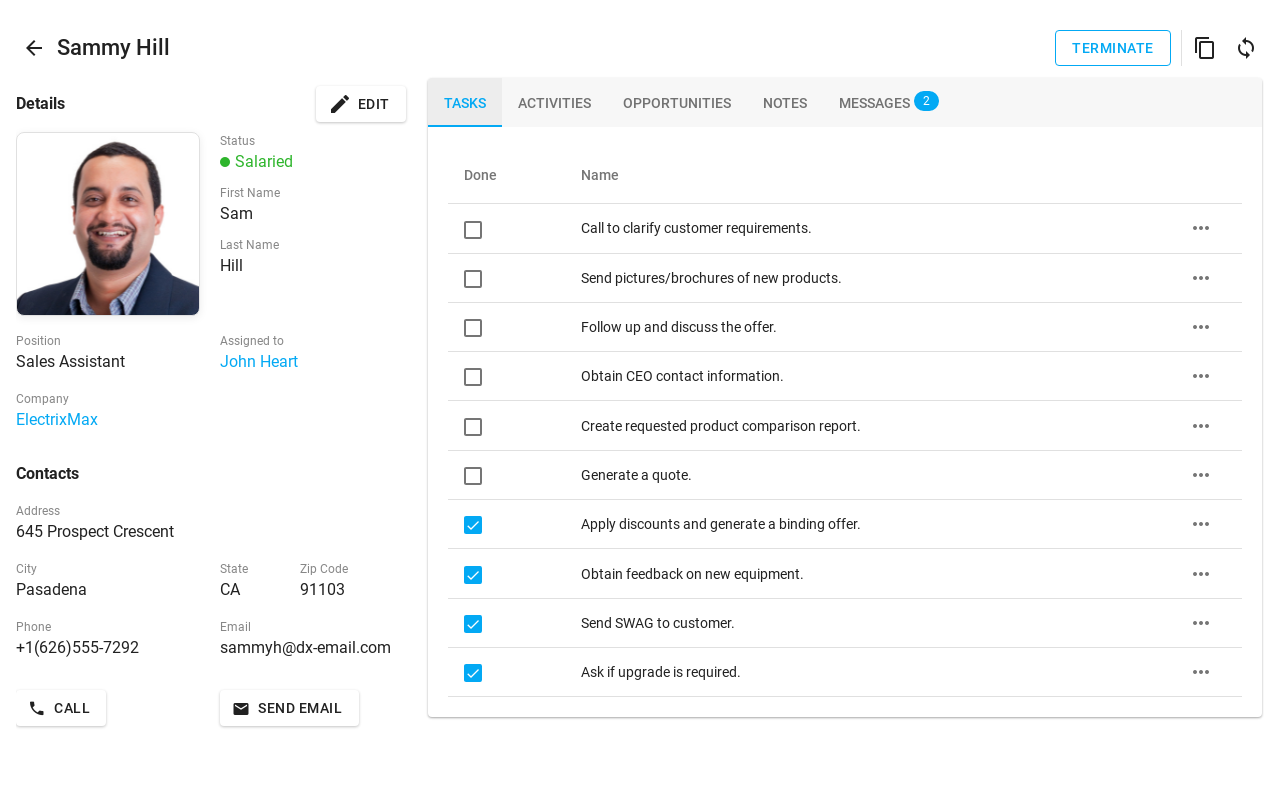 Sammy Hill
TERMINATE
Details
EDIT
Status
Salaried
First Name
Sam
Last Name
Hill
Position
Sales Assistant
Assigned to
John Heart
Company
ElectrixMax
Contacts
Address
645 Prospect Crescent
City
Pasadena
State
CA
Zip Code
91103
Phone
+1(626)555-7292
Email
sammyh@dx-email.com
CALL
SEND EMAIL
TASKS
ACTIVITIES
OPPORTUNITIES
NOTES
MESSAGES 2
Done Name
Call to clarify customer requirements.
Send pictures/brochures of new products.
Follow up and discuss the offer.
Obtain CEO contact information.
Create requested product comparison report.
Generate a quote.
Apply discounts and generate a binding offer.
Obtain feedback on new equipment.
Send SWAG to customer.
Ask if upgrade is required.